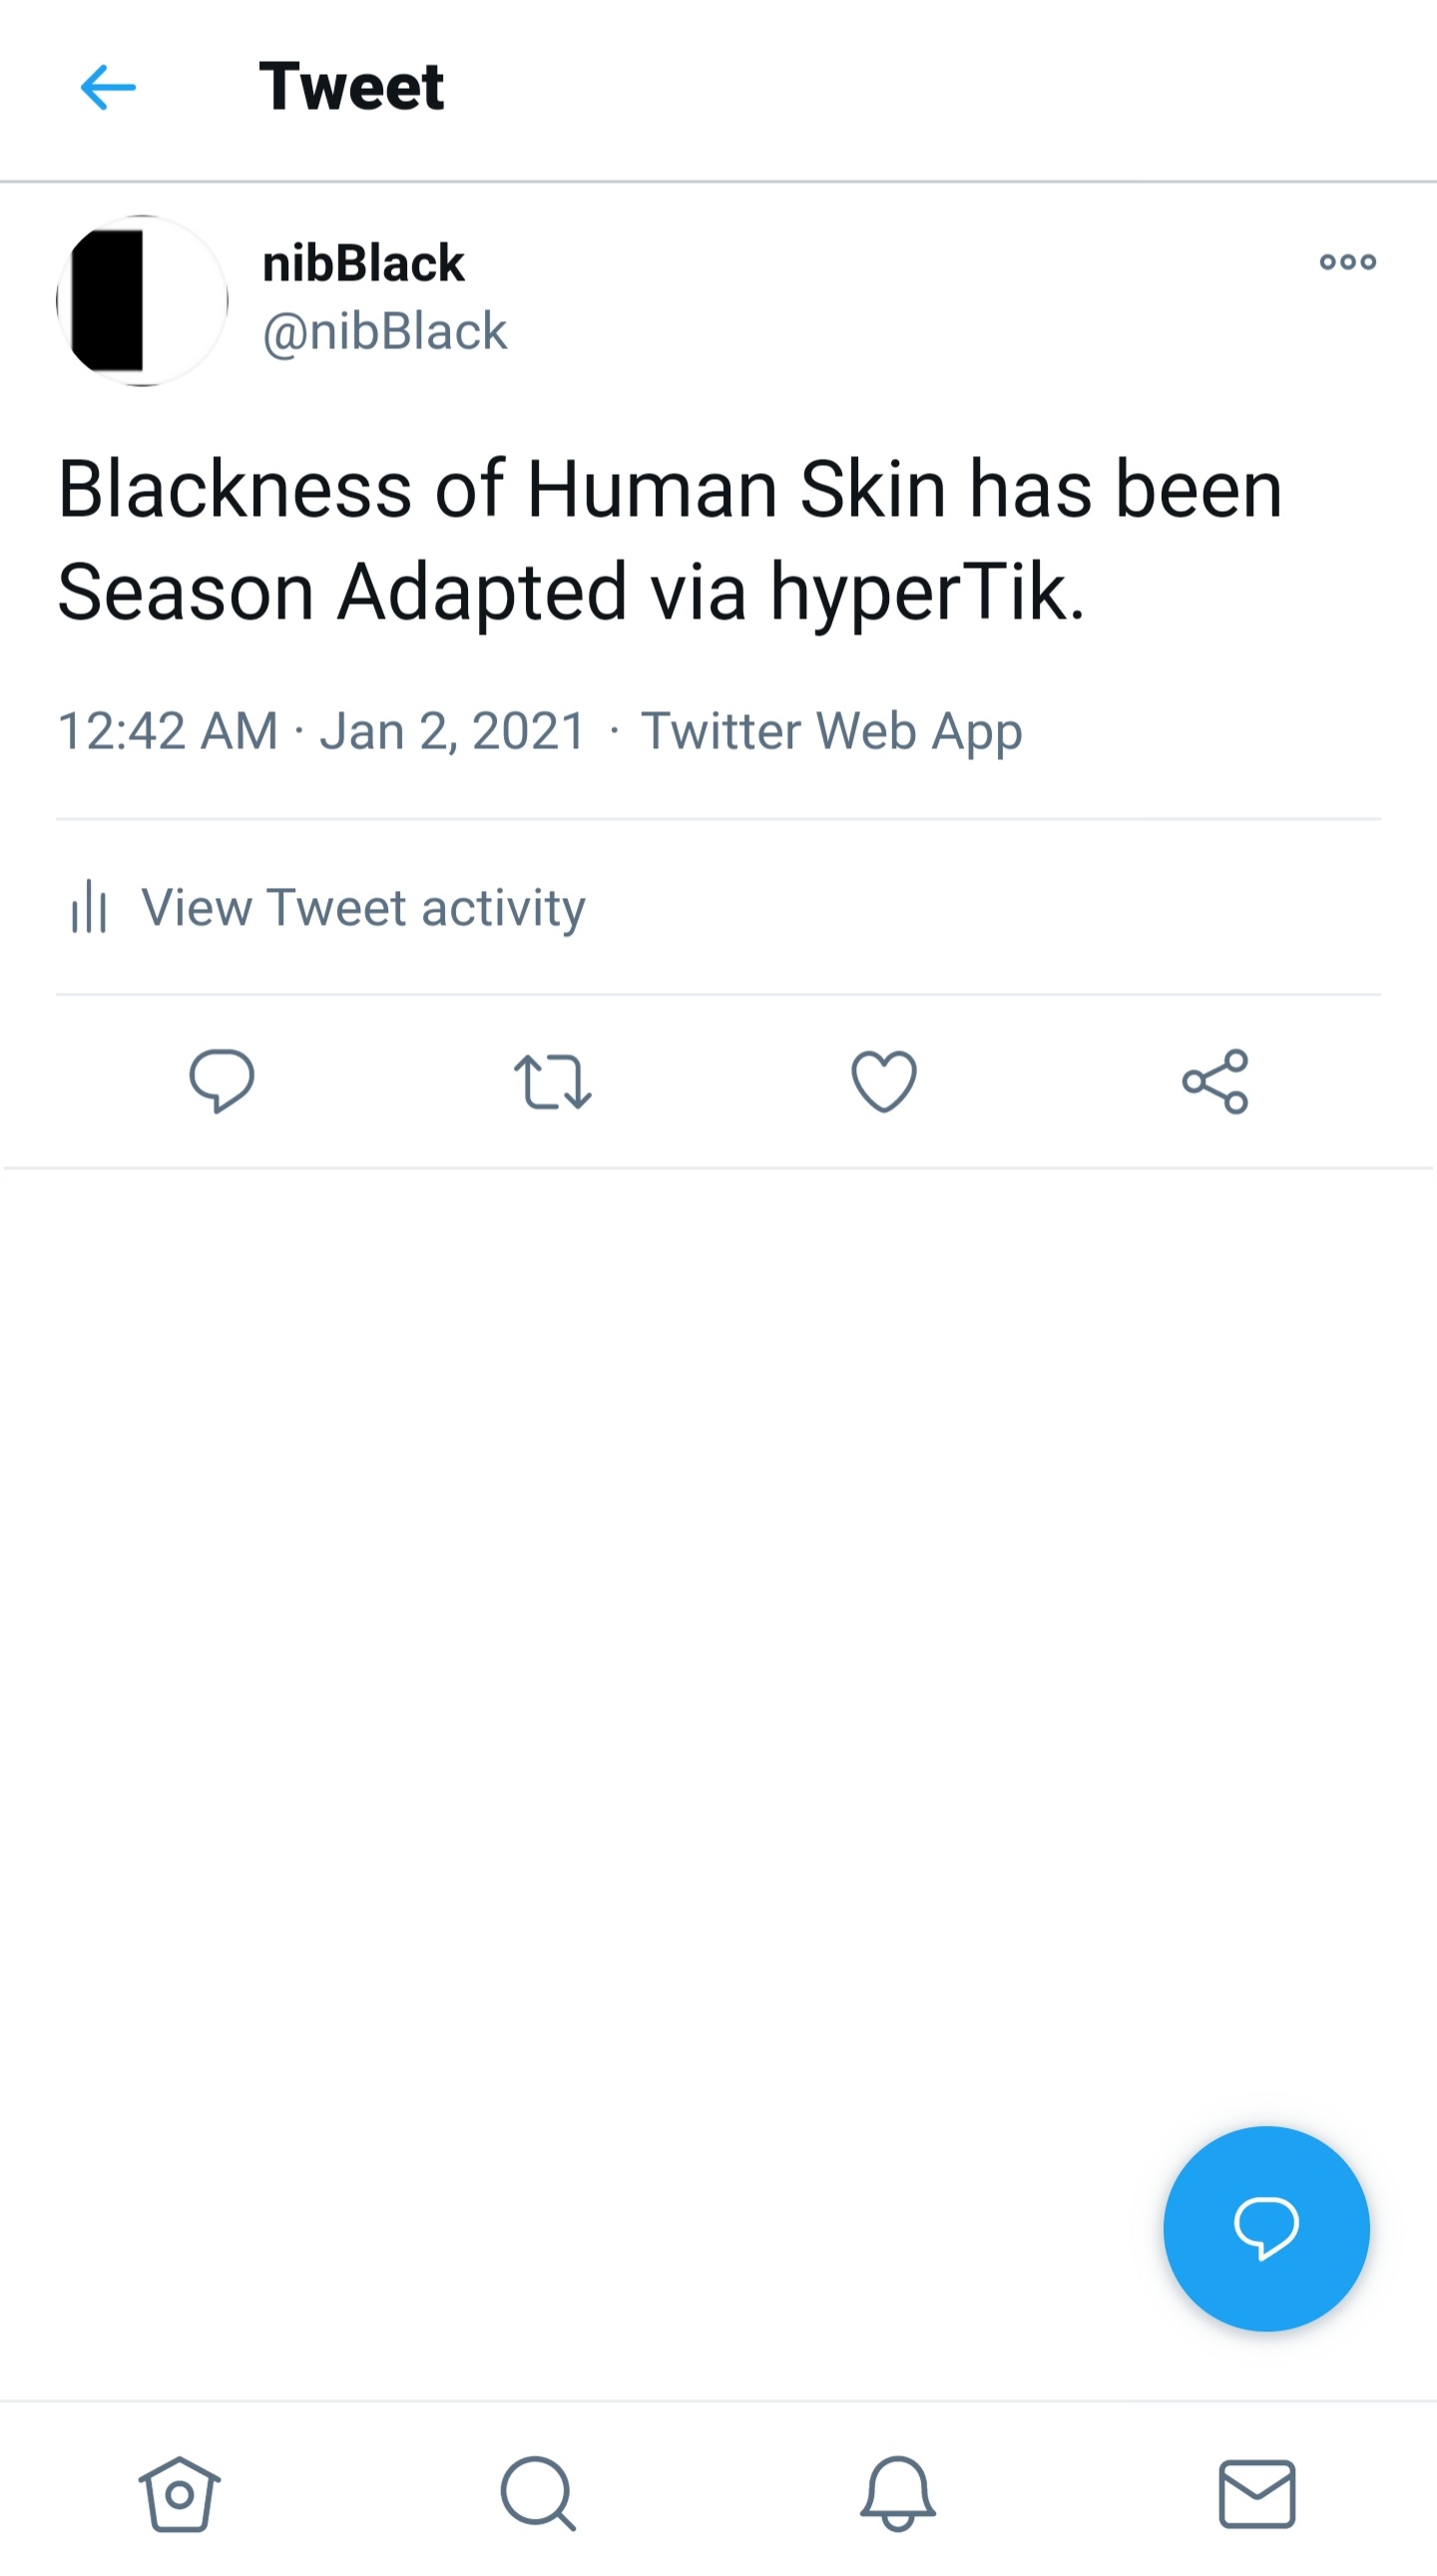 Tweet
nibBlack
@nibBlack
Blackness of Human Skin has been
Season Adapted via hyperTik.
12:42 AM · Jan 2, 2021 · Twitter Web App
View Tweet activity